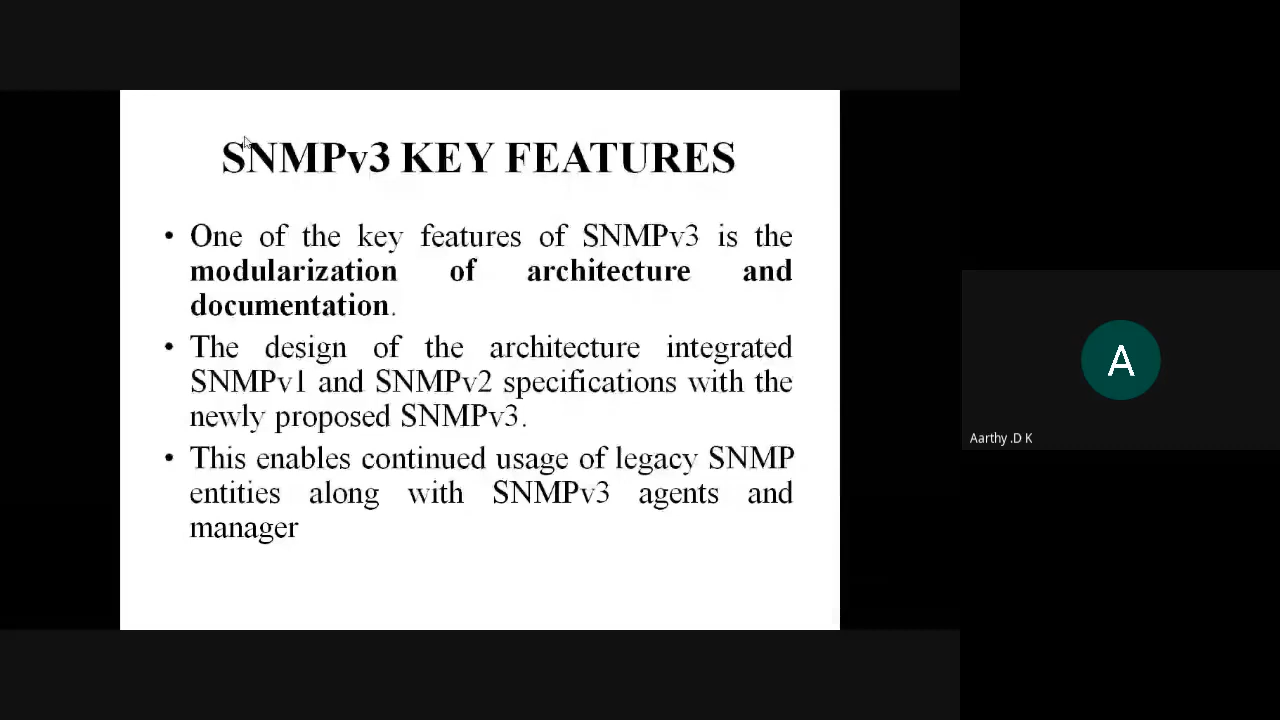 SNMPv3 KEY FEATURES
• One of the key features of SNMPv3 is the
modularization of architecture and
documentation.
• The design of the architecture integrated
SNMPv1 and SNMPv2 specifications with the
newly proposed SNMPv3.
• This enables continued usage of legacy SNMP
entities along with SNMPv3 agents and
manager
A
Aarthy .D K